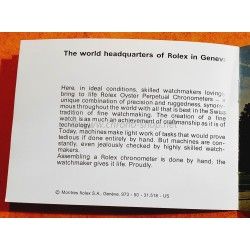 The world headquarters of Rolex in Genev
Here, in ideal conditions, skilled watchmakers loving-
bring to life Rolex Oyster Perpetual Chronometers – a
unique combination of precision and ruggedness, synony-
mous throughout the world with all that is best in the Swiss
tradition of fine watchmaking. The creation of a fine
watch is as much an achievement of craftsmanship as it is of
technology.
Today, machines make light work of tasks that would prove
tedious if done entirely by hand. But machines are con-
stantly, even jealously checked by highly skilled watch-
makers.
Assembling a Rolex chronometer is done by hand; the
watchmaker gives it life. Proudly.
© Montres Rolex S.A., Genève, 573 - 50 - 31.518 - US